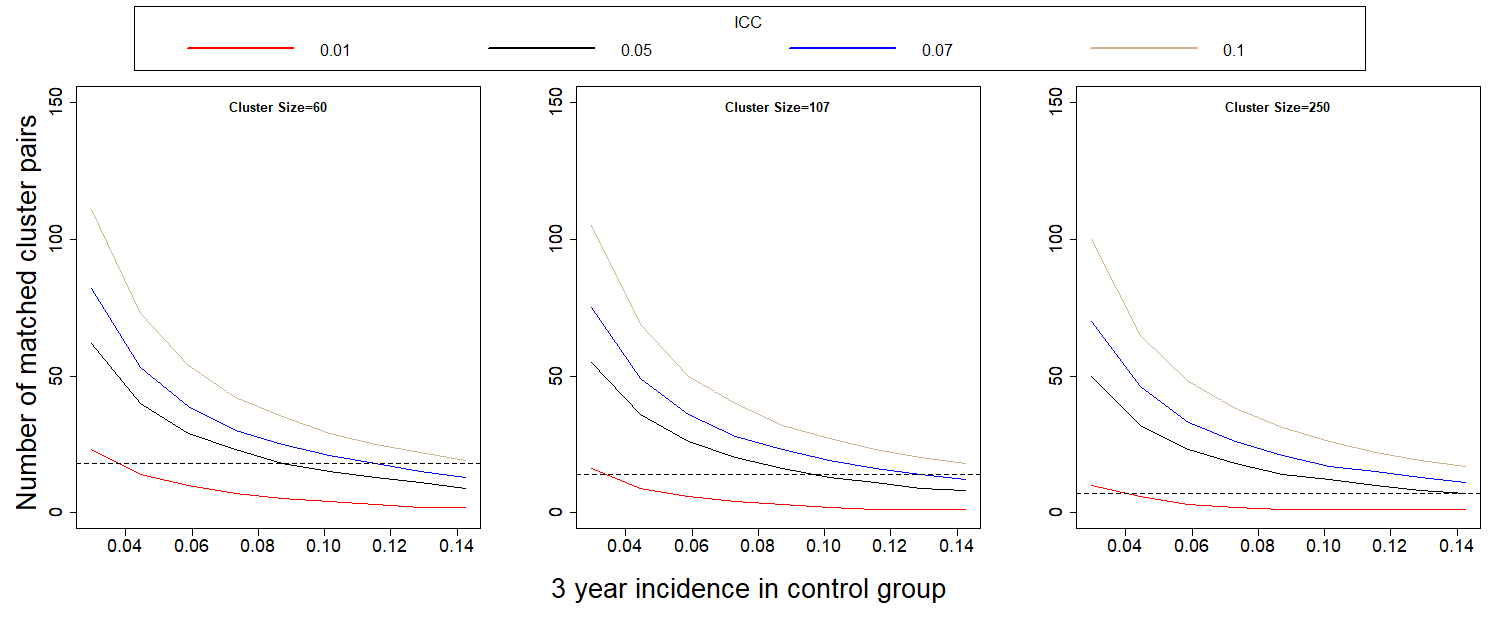 ICC
0.01 0.05 0.07 0.1
Number of matched cluster pairs
Cluster Size=60
150
100
50
0
0.04 0.06 0.08 0.10 0.12 0.14
Cluster Size=107
150
100
50
0
0.04 0.06 0.08 0.10 0.12 0.14
Cluster Size=250
150
100
50
0
0.04 0.06 0.08 0.10 0.12 0.14
3 year incidence in control group